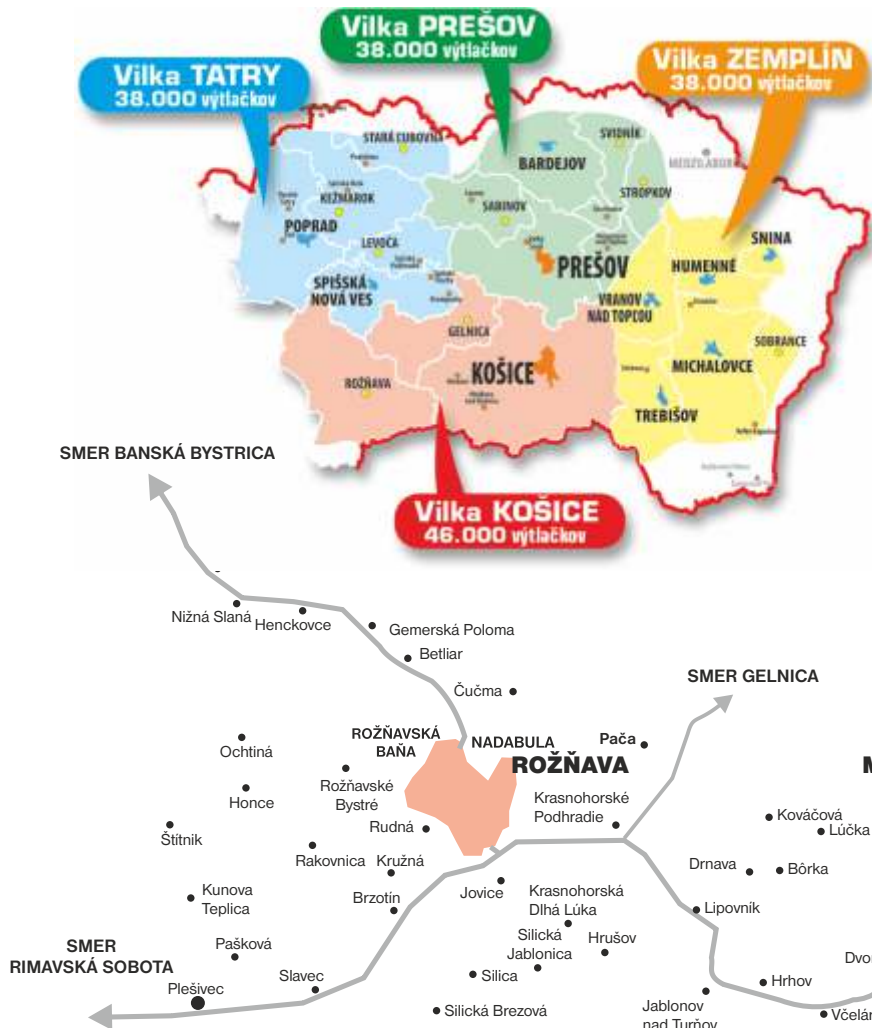 Vilka PREŠOV
38.000 výtlačkov
Vilka TATRY
38.000 výtlačkov
Vilka ZEMPLÍN
38.000 výtlačkov
STARÁ ĽUBOVŇA
SVIDNÍK
BARDEJOV
MEDZILABORCE
STROPKOV
KEŽMAROK
SABINOV
POPRAD
LEVOČA
SNINA
PREŠOV
HUMENNÉ
SPIŠSKÁ
NOVÁ VES
VRANOV
NAD TOPĽOU
GELNICA
SOBRANCE
MICHALOVCE
ROŽŇAVA
KOŠICE
TREBIŠOV
Vilka KOŠICE
46.000 výtlačkov
SMER BANSKÁ BYSTRICA
Nižná Slaná
Henckovce
Gemerská Poloma
Betliar
Čučma
SMER GELNICA
ROŽŇAVSKÁ
BAŇA
NADABULA
Pača
ROŽŇAVA
M
Ochtiná
Rožňavské
Bystré
Honce
Krasnohorské
Podhradie
Kováčová
Lúčka
Rudná
Štítnik
Rakovnica
Kružná
Drnava
Bôrka
Kunova
Teplica
Brzotín
Jovice
Krasnohorská
Dlhá Lúka
Lipovník
Silická
Jablonica
Hrušov
Pašková
SMER
RIMAVSKÁ SOBOTA
Dvor
Plešivec
Slavec
Silica
Hrhov
Silická Brezová
Jablonov
nad Turňov
Včelár